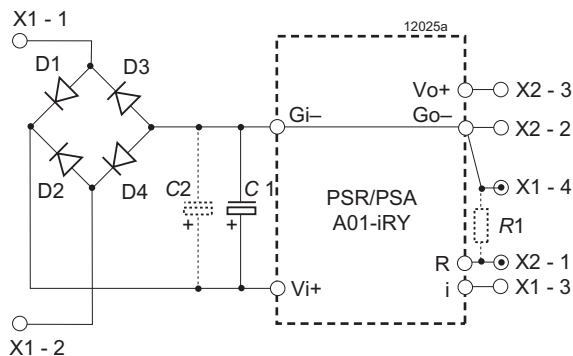 X1 - 1
12025a
D1
D3
Vo+
X2 - 3
Gi–
Go–
X2 - 2
D2
D4
C2
C 1
PSR/PSA
A01-iRY
X1 - 4
R1
+
+
R
X2 - 1
Vi+
i
X1 - 3
X1 - 2